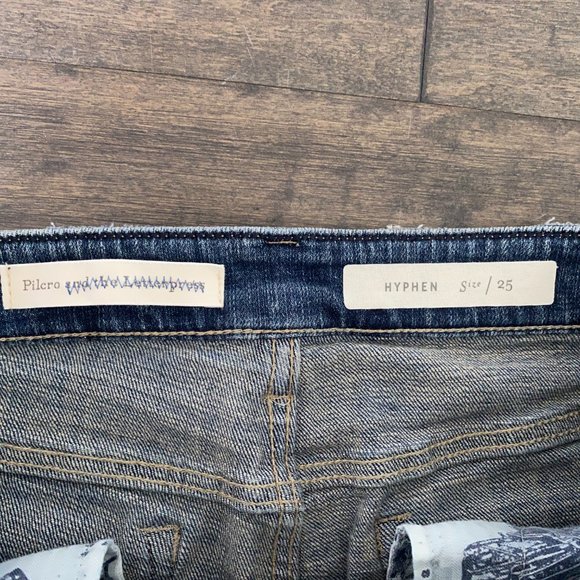 Pilcro and the Letterpress
HYPHEN Size / 25